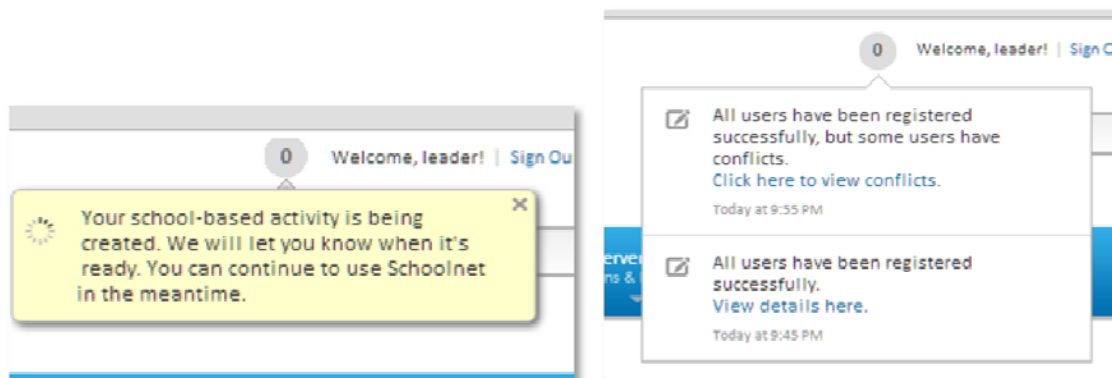 0 Welcome, leader! | Sign Ou
Your school-based activity is being
created. We will let you know when it's
ready. You can continue to use Schoolnet
in the meantime.
0 Welcome, leader! | Sign O
All users have been registered
successfully, but some users have
conflicts.
Click here to view conflicts.
Today at 9:55 PM
All users have been registered
successfully.
View details here.
Today at 9:45 PM
erver
ns &